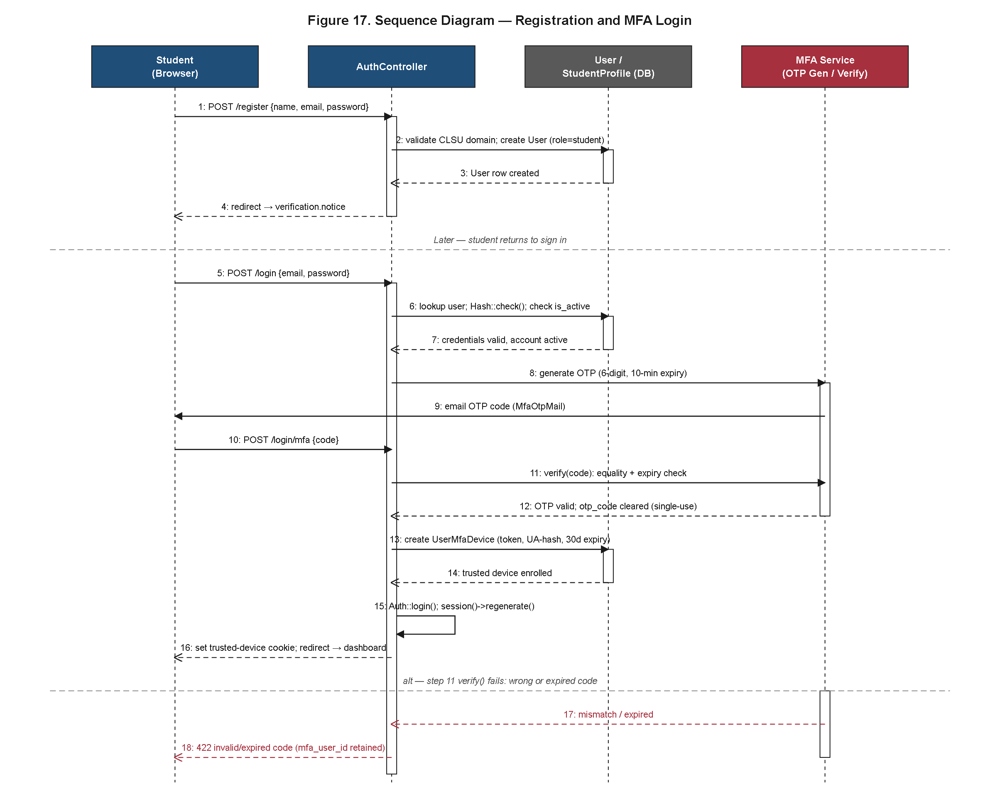 Figure 17. Sequence Diagram — Registration and MFA Login
Student
(Browser)
AuthController
User /
StudentProfile (DB)
MFA Service
(OTP Gen / Verify)
1: POST /register {name, email, password}
2: validate CLSU domain; create User (role=student)
3: User row created
4: redirect → verification.notice
Later — student returns to sign in
5: POST /login {email, password}
6: lookup user; Hash::check(); check is_active
7: credentials valid, account active
8: generate OTP (6-digit, 10-min expiry)
9: email OTP code (MfaOtpMail)
10: POST /login/mfa {code}
11: verify(code): equality + expiry check
12: OTP valid; otp_code cleared (single-use)
13: create UserMfaDevice (token, UA-hash, 30d expiry)
14: trusted device enrolled
15: Auth::login(); session()->regenerate()
16: set trusted-device cookie; redirect → dashboard
alt — step 11 verify() fails: wrong or expired code
17: mismatch / expired
18: 422 invalid/expired code (mfa_user_id retained)